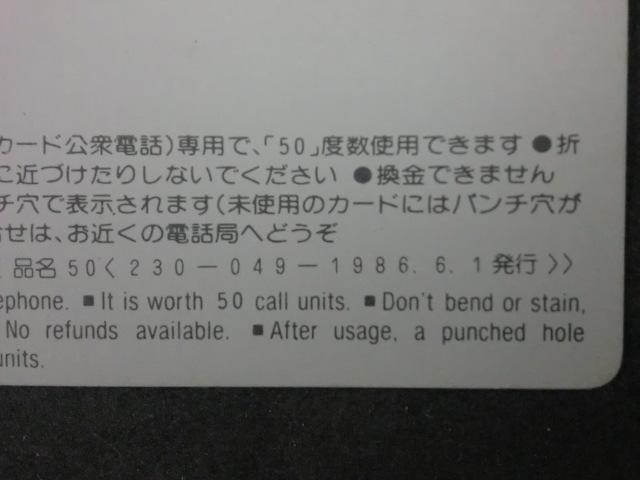 カード公衆電話)専用で、「50」度数使用できます ●折
に近づけたりしないでください ●換金できません
チ穴で表示されます(未使用のカードにはパンチ穴が
合せは、お近くの電話局へどうぞ
品名 50〈230－049－1986. 6. 1発行〉〉
ephone. ■It is worth 50 call units. ■Don't bend or stain,
No refunds available. ■After usage, a punched hole
units.